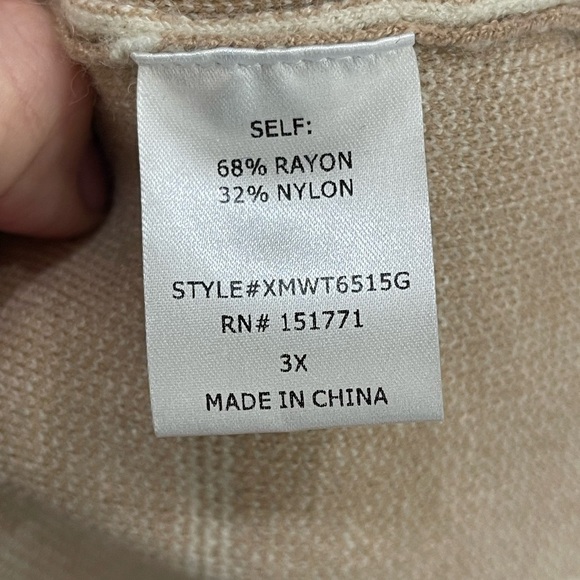 SELF:
68% RAYON
32% NYLON
STYLE#XMWT6515G
RN# 151771
3X
MADE IN CHINA